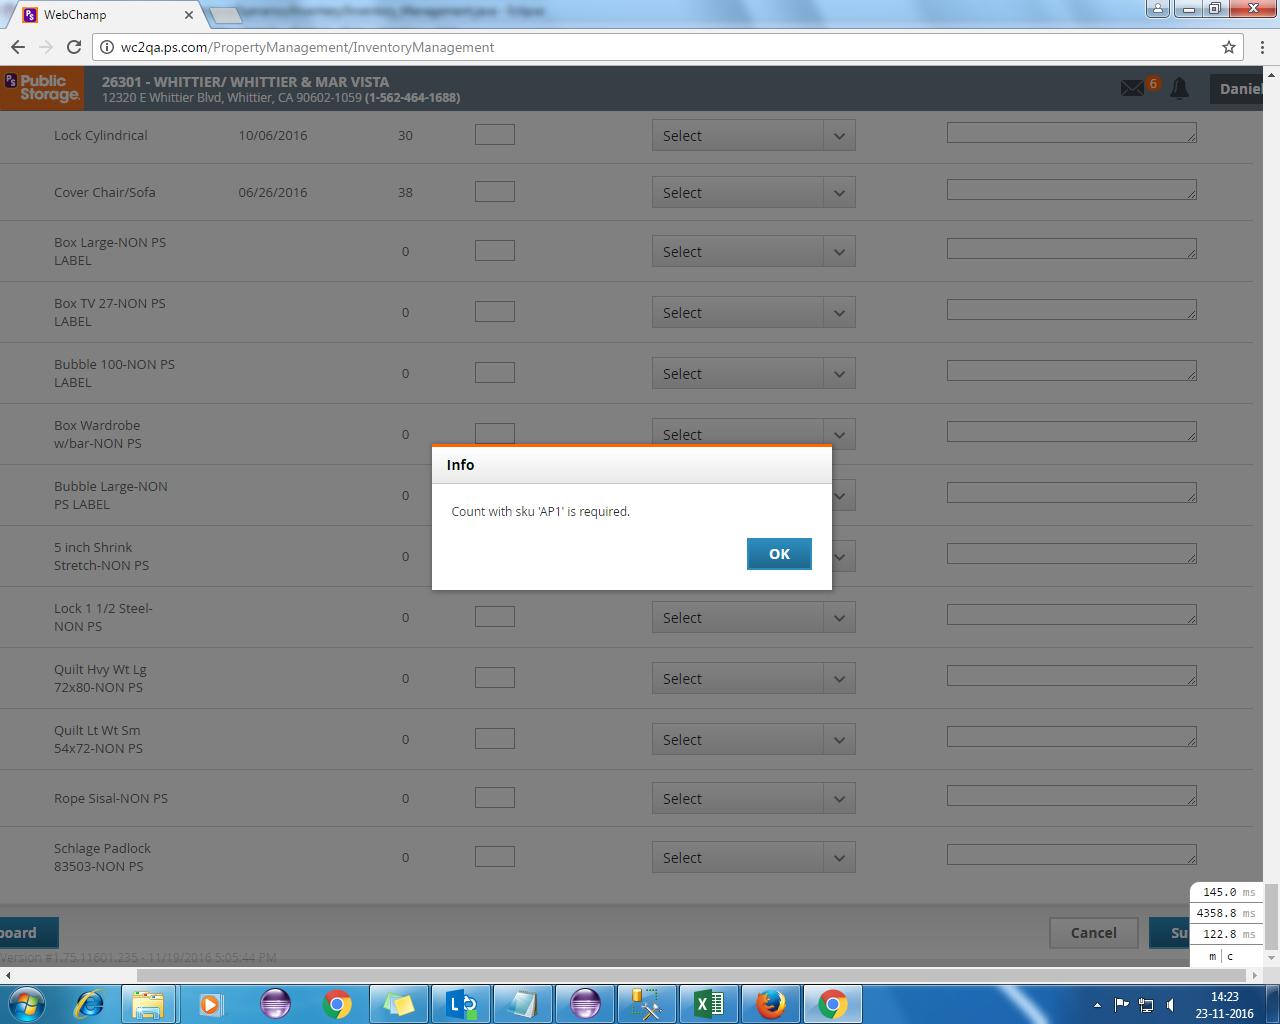 WebChamp
wc2qa.ps.com/PropertyManagement/InventoryManagement
PS Public Storage.
26301 - WHITTIER/ WHITTIER & MAR VISTA
12320 E Whittier Blvd, Whittier, CA 90602-1059 (1-562-464-1688)
6
Danie
Lock Cylindrical 10/06/2016 30 Select
Cover Chair/Sofa 06/26/2016 38 Select
Box Large-NON PS
LABEL
0 Select
Box TV 27-NON PS
LABEL
0 Select
Bubble 100-NON PS
LABEL
0 Select
Box Wardrobe
w/bar-NON PS
0 Select
Bubble Large-NON
PS LABEL
0
5 inch Shrink
Stretch-NON PS
0
Info
Count with sku 'AP1' is required.
OK
Lock 1 1/2 Steel-
NON PS
0 Select
Quilt Hvy Wt Lg
72x80-NON PS
0 Select
Quilt Lt Wt Sm
54x72-NON PS
0 Select
Rope Sisal-NON PS 0 Select
Schlage Padlock
83503-NON PS
0 Select
board Cancel Su
Version #1.75.11601.235 - 11/19/2016 5:05:44 PM
145.0 ms
4358.8 ms
122.8 ms
m | c
14:23
23-11-2016